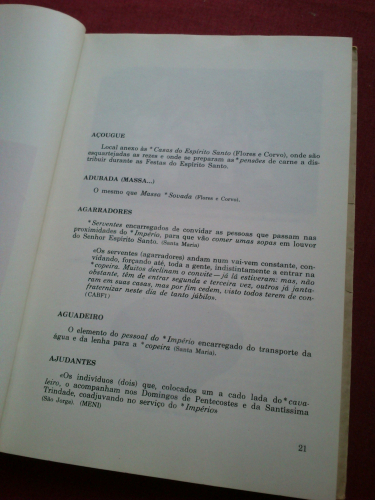 AÇOUGUE
Local anexo às *Casas do Espírito Santo (Flores e Corvo), onde são
esquartejadas as rezes e onde se preparam as *pensões de carne a dis-
tribuir durante as Festas do Espírito Santo.
ADUBADA (MASSA...)
O mesmo que Massa *Sovada (Flores e Corvo).
AGARRADORES
*Serventes encarregados de convidar as pessoas que passam nas
proximidades do *Império, para que vão comer umas sopas em louvor
do Senhor Espírito Santo. (Santa Maria)
«Os serventes (agarradores) andam num vai-vem constante, con-
vidando, forçando até, toda a gente, indistintamente a entrar na
*copeira. Muitos declinam o convite — já lá estiveram: mas, não
obstante, têm de entrar segunda e terceira vez, outros já janta-
ram em suas casas, mas por fim cedem, visto todos terem de con-
fraternizar neste dia de tanto júbilo».
(CABF1)
AGUADEIRO
O elemento do pessoal do *Império encarregado do transporte da
água e da lenha para a *copeira (Santa Maria).
AJUDANTES
«Os indivíduos (dois) que, colocados um a cado lada do *cava-
leiro, o acompanham nos Domingos de Pentecostes e da Santíssima
Trindade, coadjuvando no serviço do *Império»
(São Jorge). (MENI)
21